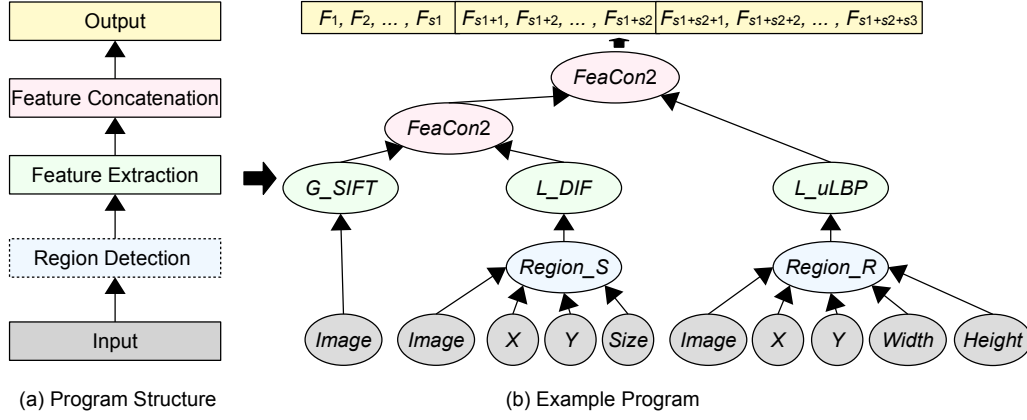 Output
Feature Concatenation
Feature Extraction
Region Detection
Input
(a) Program Structure
F1, F2, ... , Fs1 Fs1+1, Fs1+2, ... , Fs1+s2 Fs1+s2+1, Fs1+s2+2, ... , Fs1+s2+s3
FeaCon2
FeaCon2
G_SIFT L_DIF L_uLBP
Region_S Region_R
Image Image X Y Size Image X Y Width Height
(b) Example Program